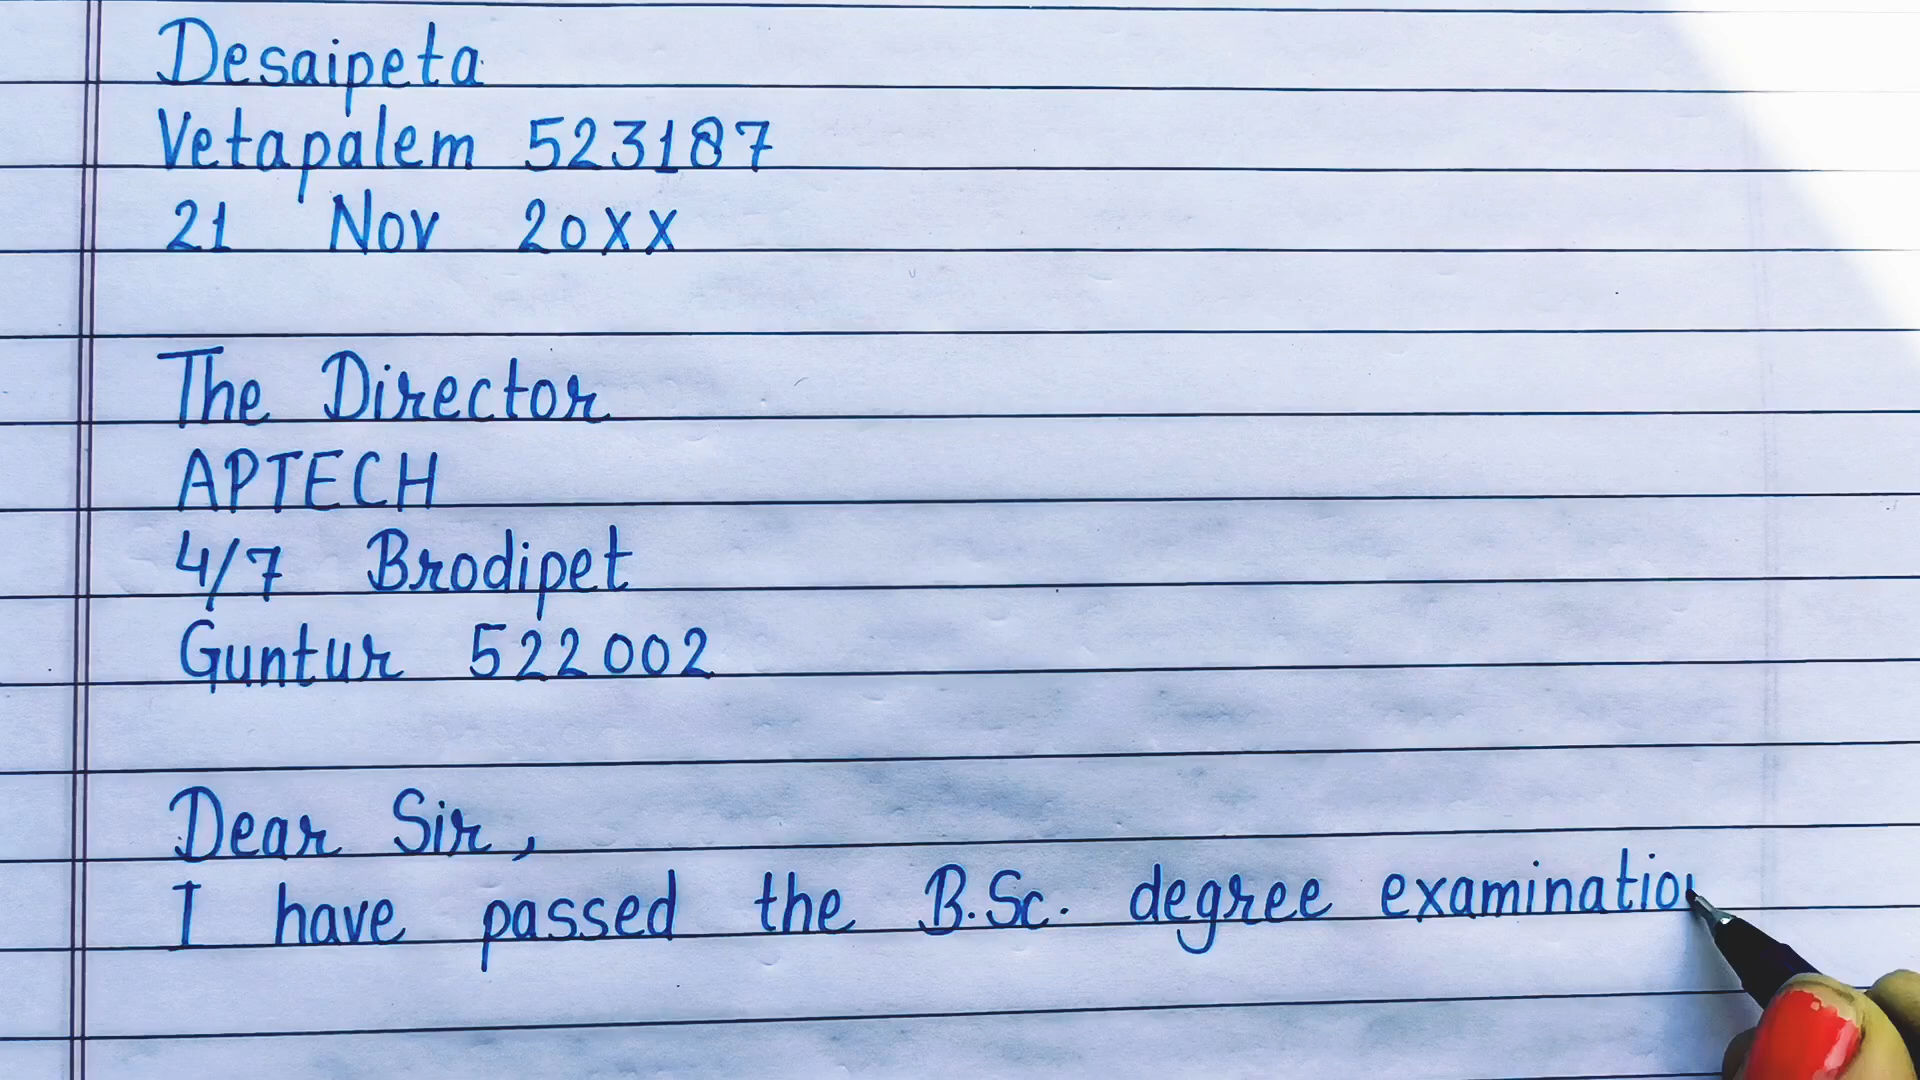 Desaipeta
Vetapalem 523187
21 Nov 20XX
The Director
APTECH
4/7 Brodipet
Guntur 522002
Dear Sir,
I have passed the B.Sc. degree examination